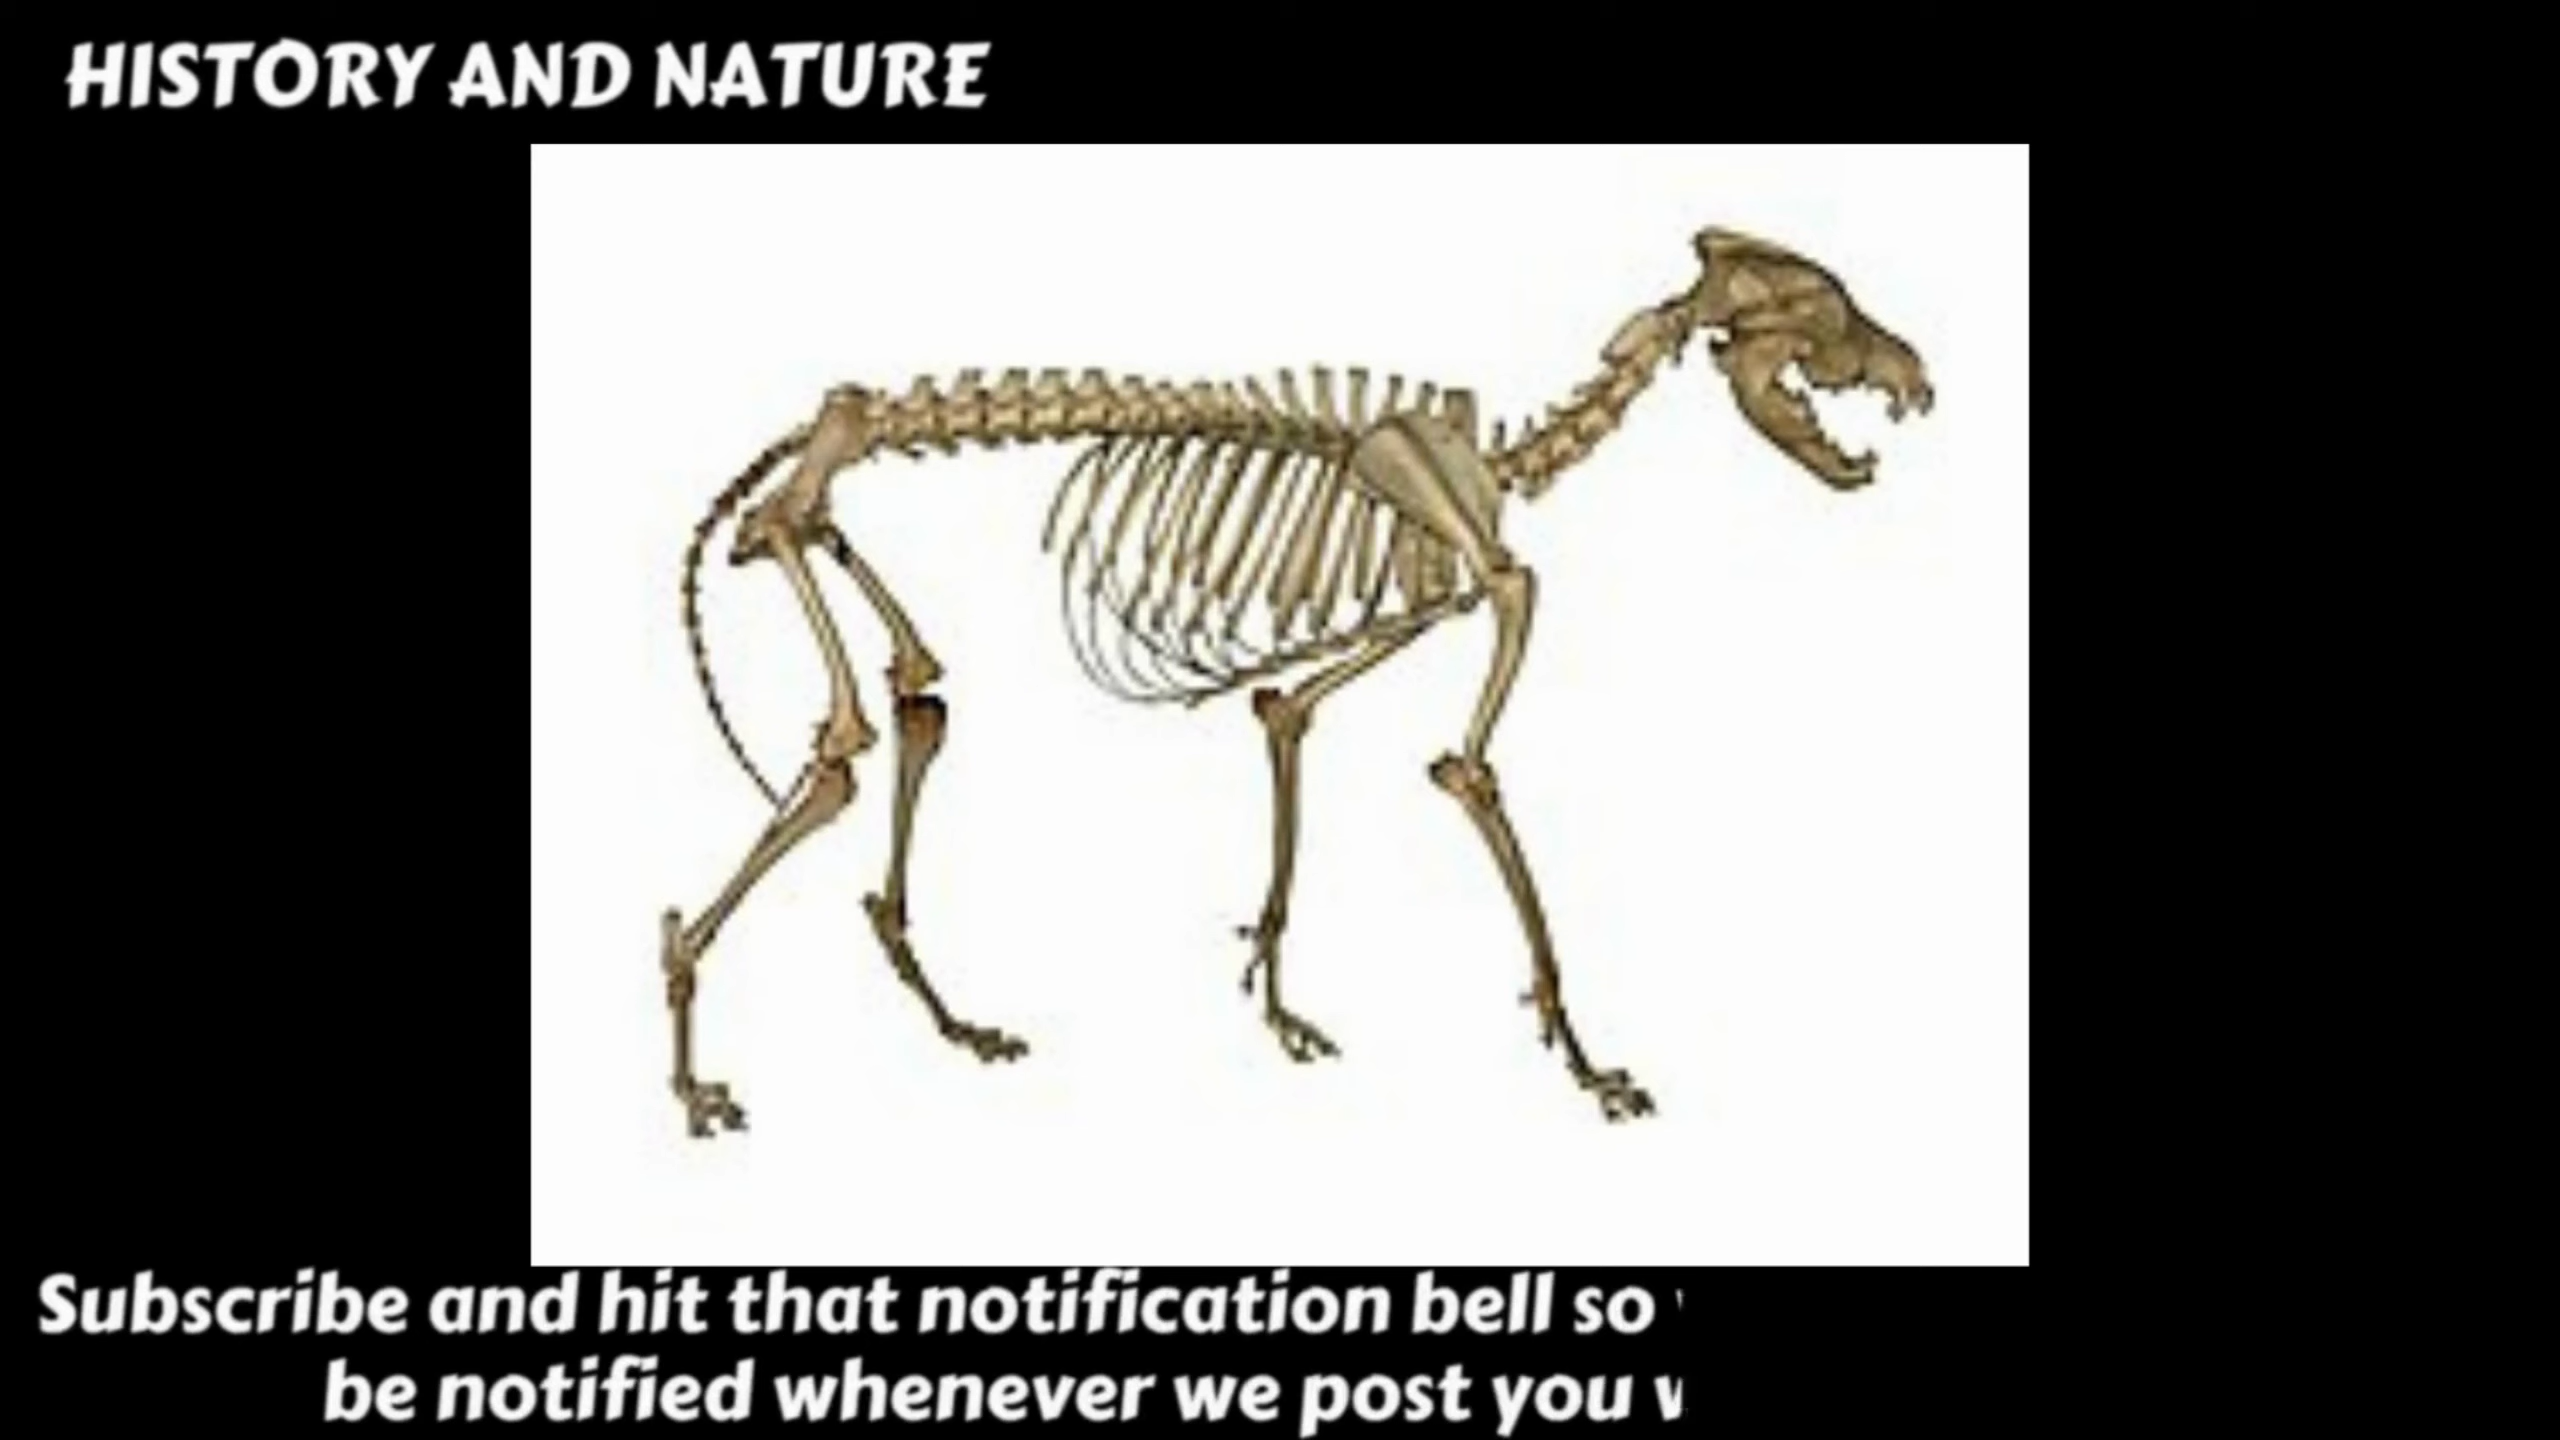 HISTORY AND NATURE
Subscribe and hit that notification bell so
be notified whenever we post you